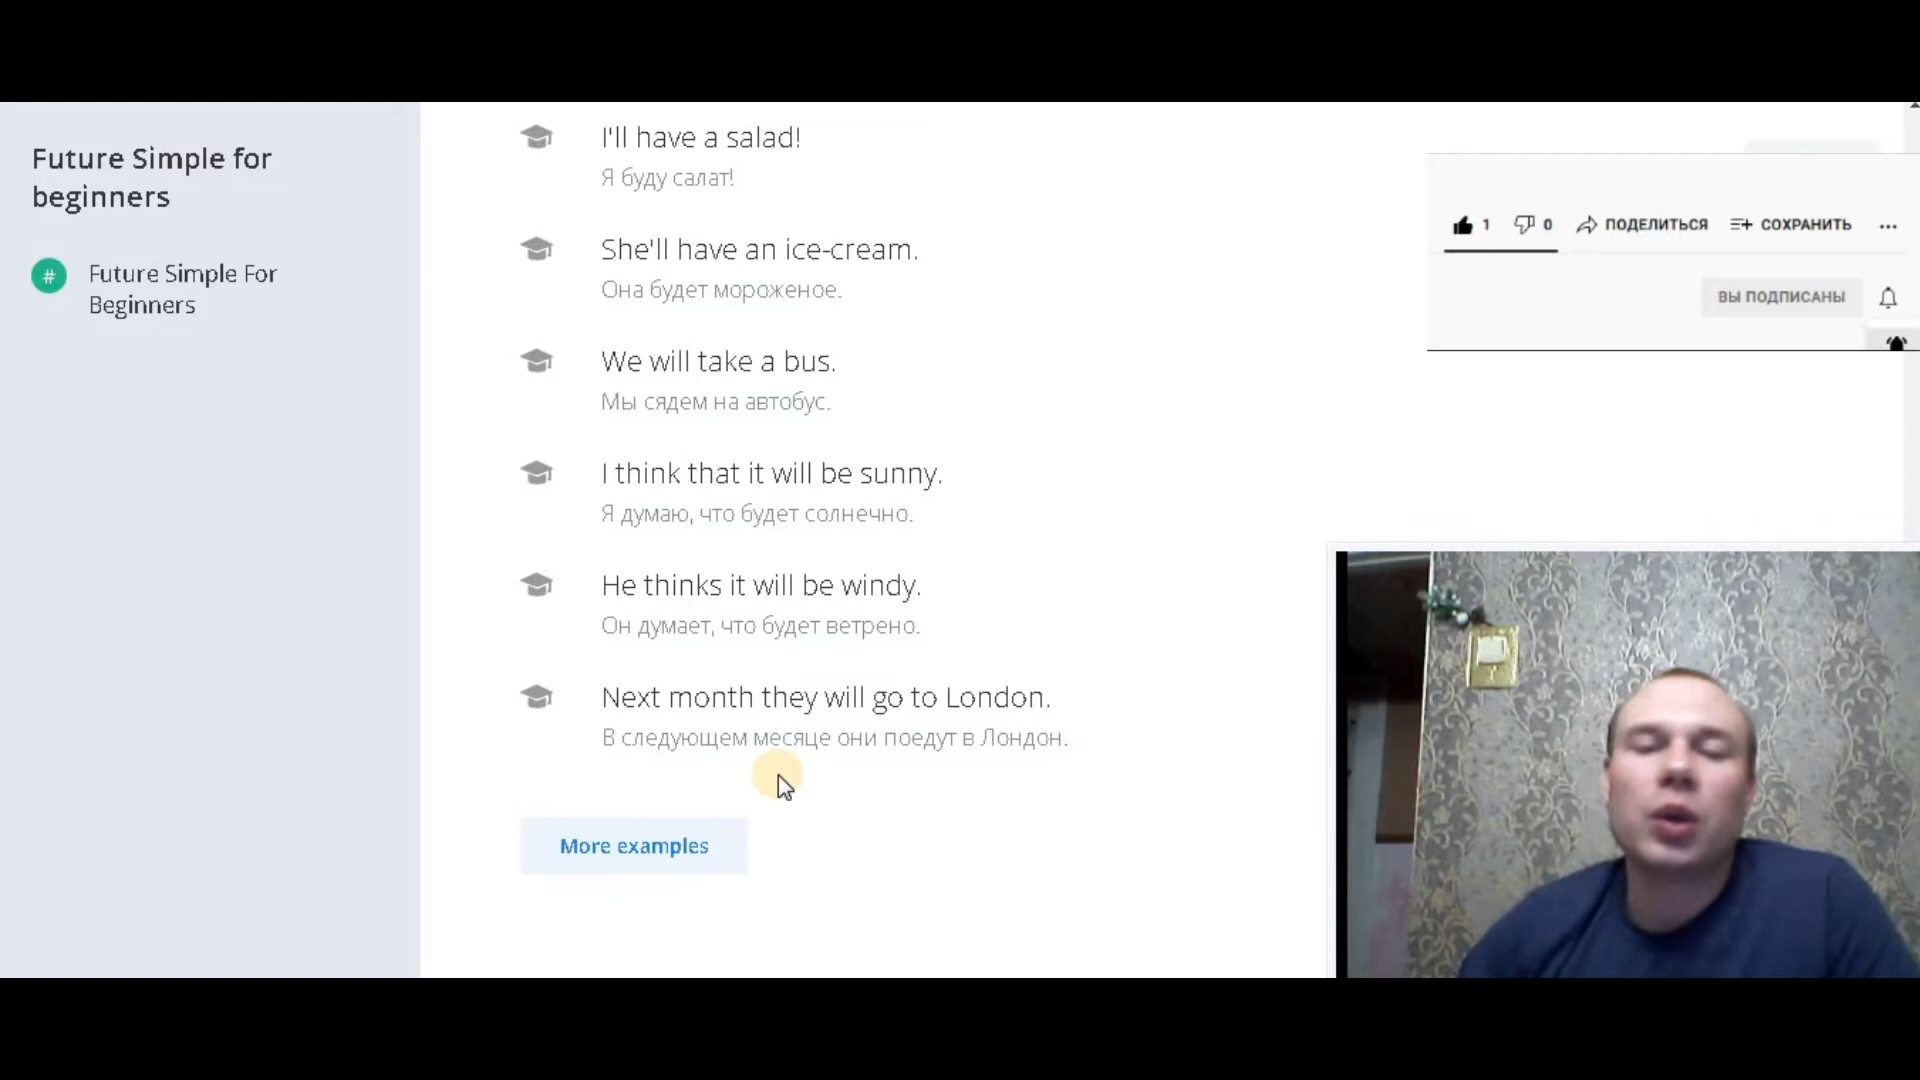 Future Simple for
beginners
#
Future Simple For
Beginners
I'll have a salad!
Я буду салат!
She'll have an ice-cream.
Она будет мороженое.
We will take a bus.
Мы сядем на автобус.
I think that it will be sunny.
Я думаю, что будет солнечно.
He thinks it will be windy.
Он думает, что будет ветрено.
Next month they will go to London.
В следующем месяце они поедут в Лондон.
More examples
1 0 ПОДЕЛИТЬСЯ СОХРАНИТЬ ...
ВЫ ПОДПИСАНЫ